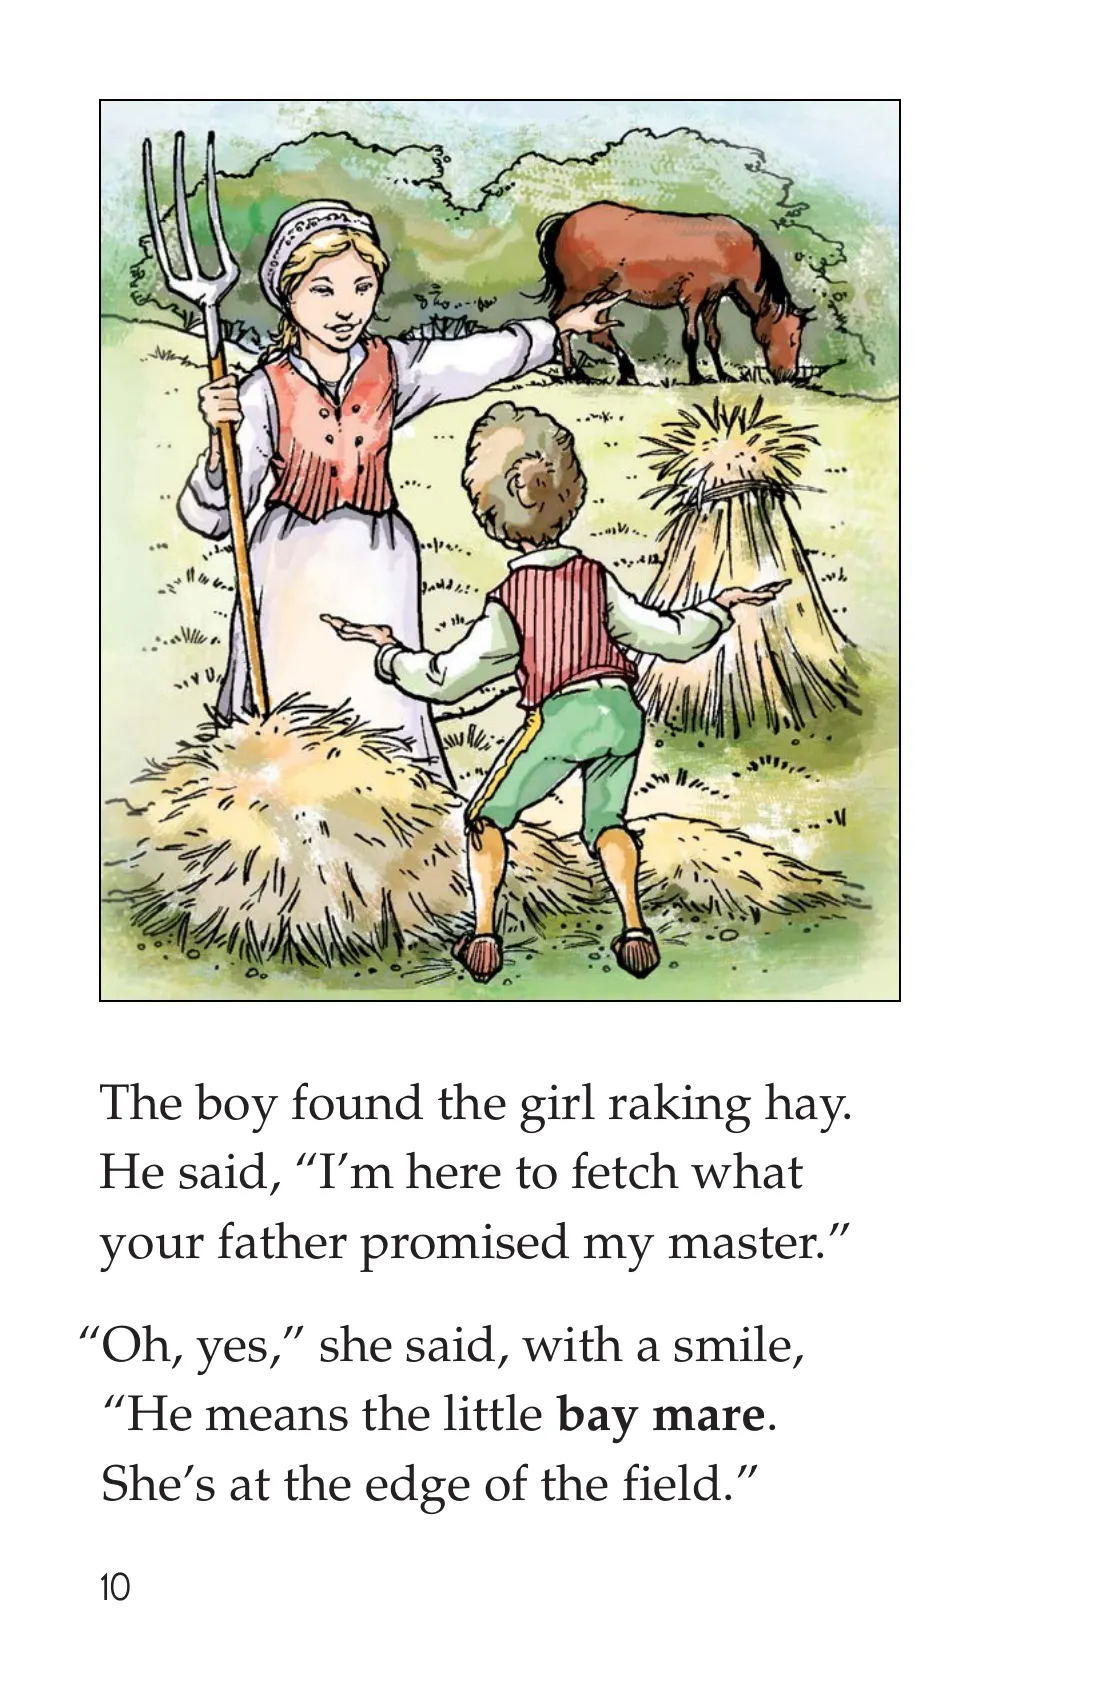 The boy found the girl raking hay.
He said, “I’m here to fetch what
your father promised my master.”
“Oh, yes,” she said, with a smile,
“He means the little bay mare.
She’s at the edge of the field.”
10